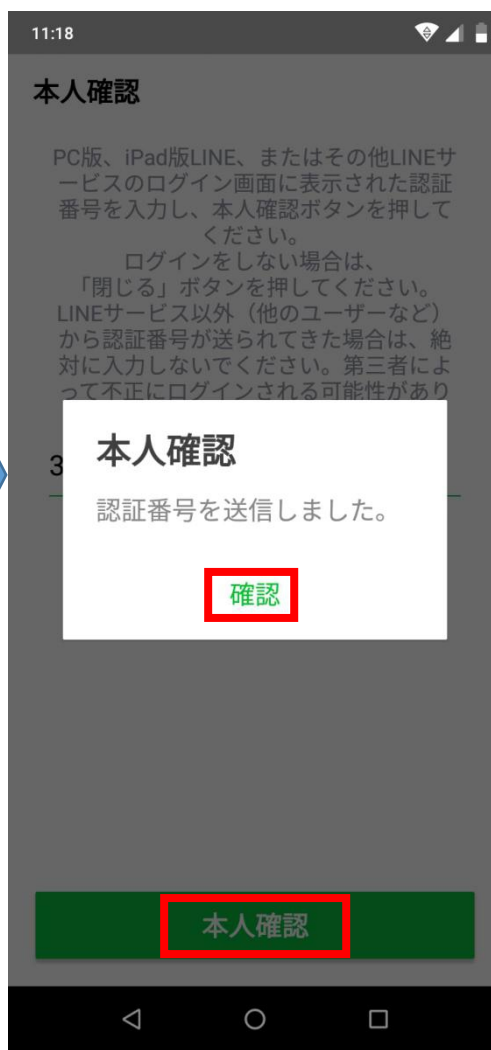 11:18
本人確認
PC版、iPad版LINE、またはその他LINEサ
ービスのログイン画面に表示された認証
番号を入力し、本人確認ボタンを押して
ください。
ログインをしない場合は、
「閉じる」ボタンを押してください。
LINEサービス以外（他のユーザーなど）
から認証番号が送られてきた場合は、絶
対に入力しないでください。第三者によ
って不正にログインされる可能性があり
3
本人確認
認証番号を送信しました。
確認
本人確認